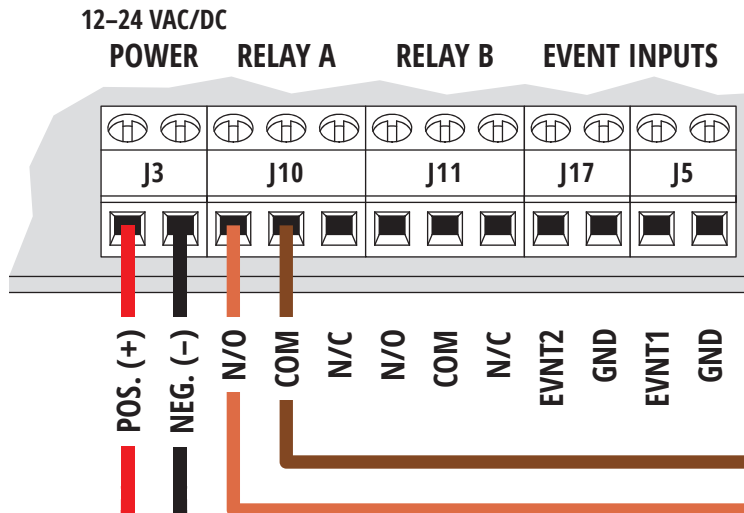 12–24 VAC/DC
POWER RELAY A RELAY B EVENT INPUTS
J3 J10 J11 J17 J5
POS. (+) NEG. (–) N/O COM N/C N/O COM N/C EVNT2 GND EVNT1 GND